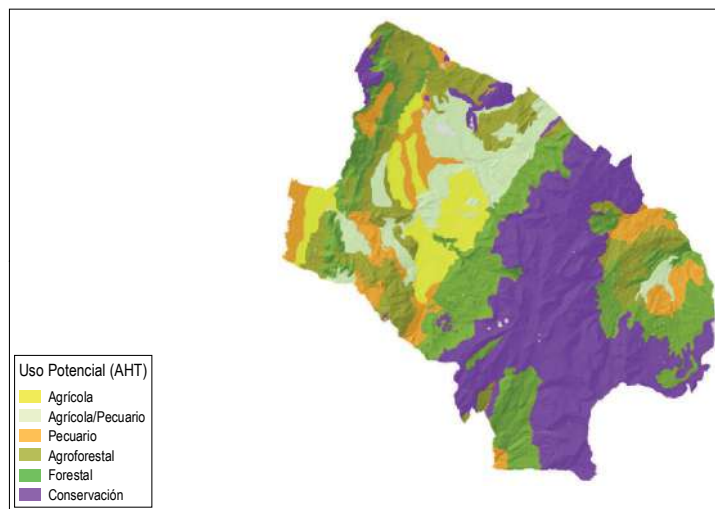 Uso Potencial (AHT)
Agrícola
Agrícola/Pecuario
Pecuario
Agroforestal
Forestal
Conservación